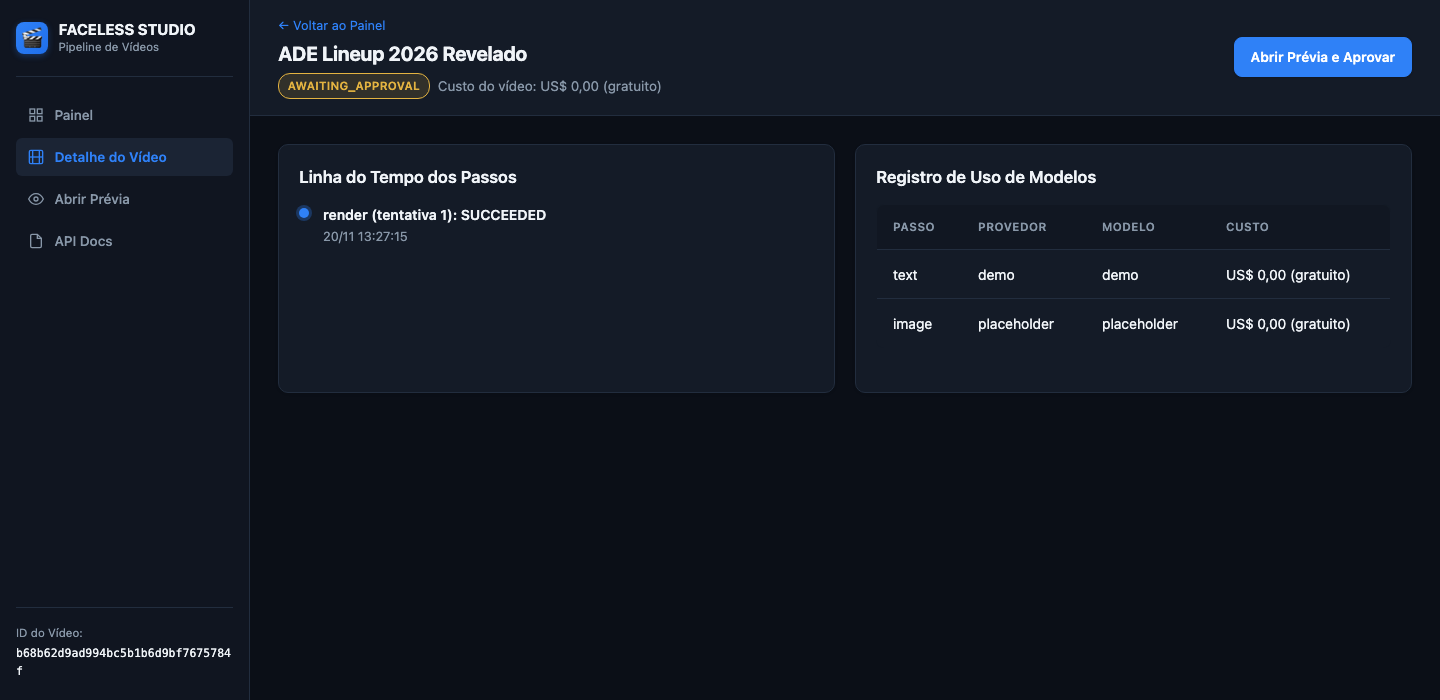 FACELESS STUDIO
Pipeline de Vídeos
Painel
Detalhe do Vídeo
Abrir Prévia
API Docs
ID do Vídeo:
b68b62d9ad994bc5b1b6d9bf7675784
f
← Voltar ao Painel
ADE Lineup 2026 Revelado
AWAITING_APPROVAL Custo do vídeo: US$ 0,00 (gratuito)
Abrir Prévia e Aprovar
Linha do Tempo dos Passos
render (tentativa 1): SUCCEEDED
20/11 13:27:15
Registro de Uso de Modelos
PASSO PROVEDOR MODELO CUSTO
text demo demo US$ 0,00 (gratuito)
image placeholder placeholder US$ 0,00 (gratuito)